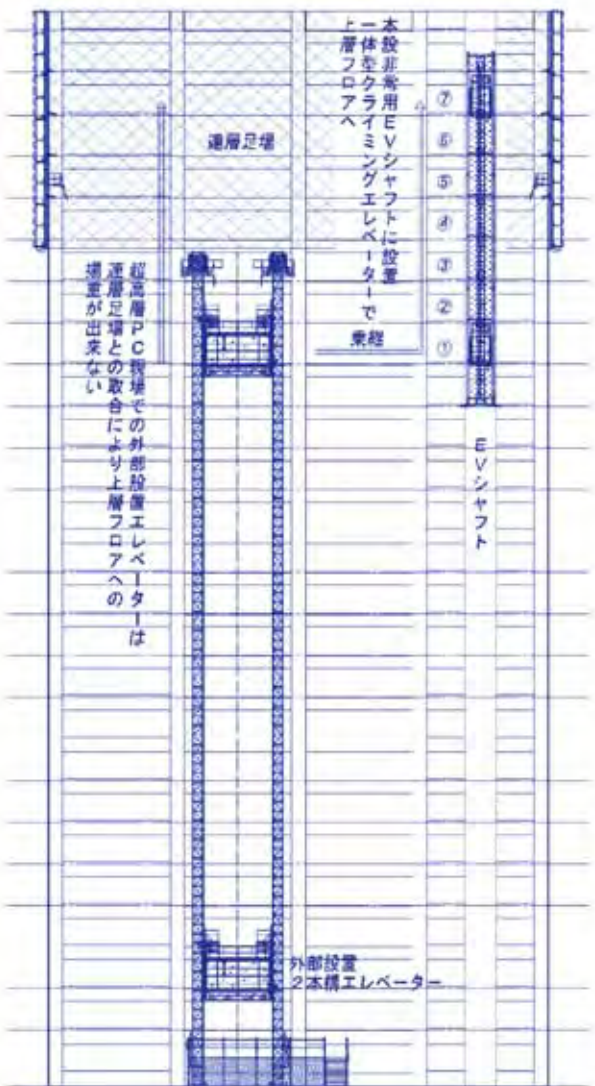 本設非常用EVシャフトに設置
一体型クライミングエレベーターで
上層フロアへ
連層足場
乗継
⑦
⑥
⑤
④
③
②
①
EVシャフト
超高層PC現場での外部設置エレベーターは
連層足場との取合により上層フロアへの
揚重が出来ない
外部設置
2本構エレベーター